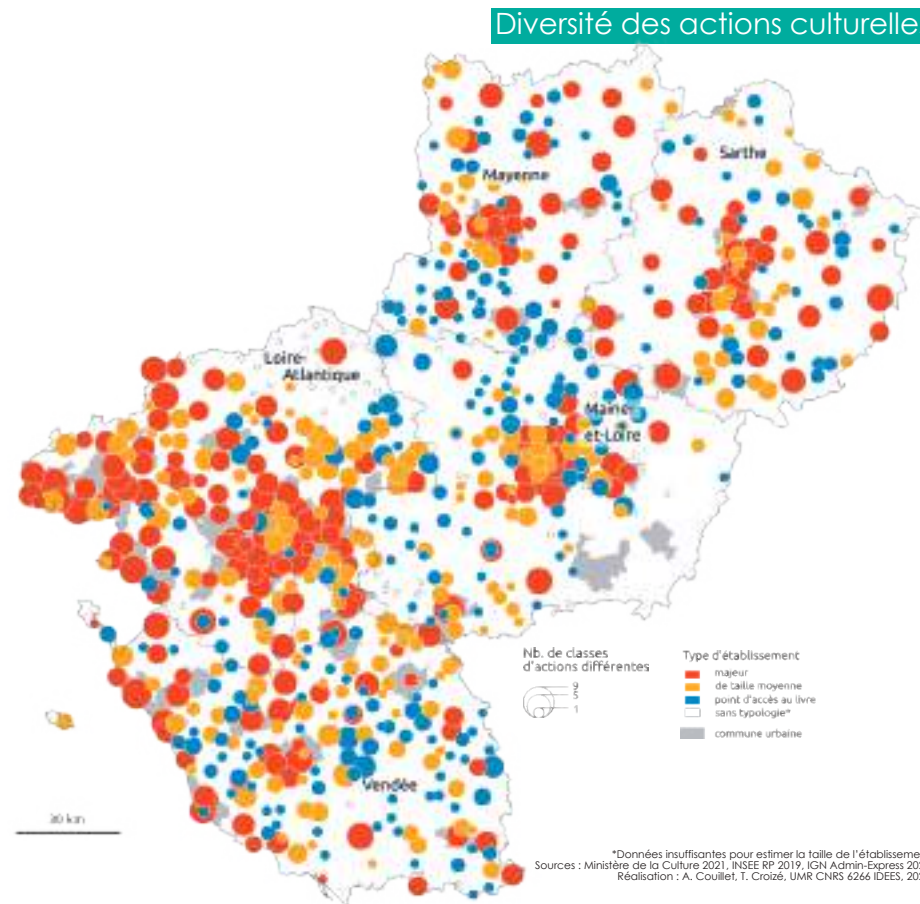 Diversité des actions culturelle
Mayenne
Sarthe
Loire-
Atlantique
Maine-
et-Loire
Vendée
Nb. de classes
d'actions différentes
9
5
1
Type d'établissement
majeur
de taille moyenne
point d'accès au livre
sans typologie*
commune urbaine
30 km
*Données insuffisantes pour estimer la taille de l'établisseme
Sources : Ministère de la Culture 2021, INSEE RP 2019, IGN Admin-Express 20
Réalisation : A. Couillet, T. Croizé, UMR CNRS 6266 IDEES, 20